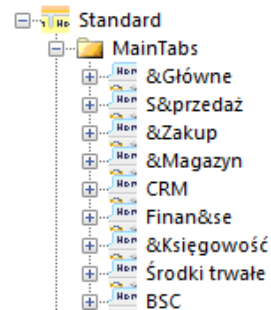 Standard
MainTabs
&Główne
S&przedaż
&Zakup
&Magazyn
CRM
Finan&se
&Księgowość
Środki trwałe
BSC